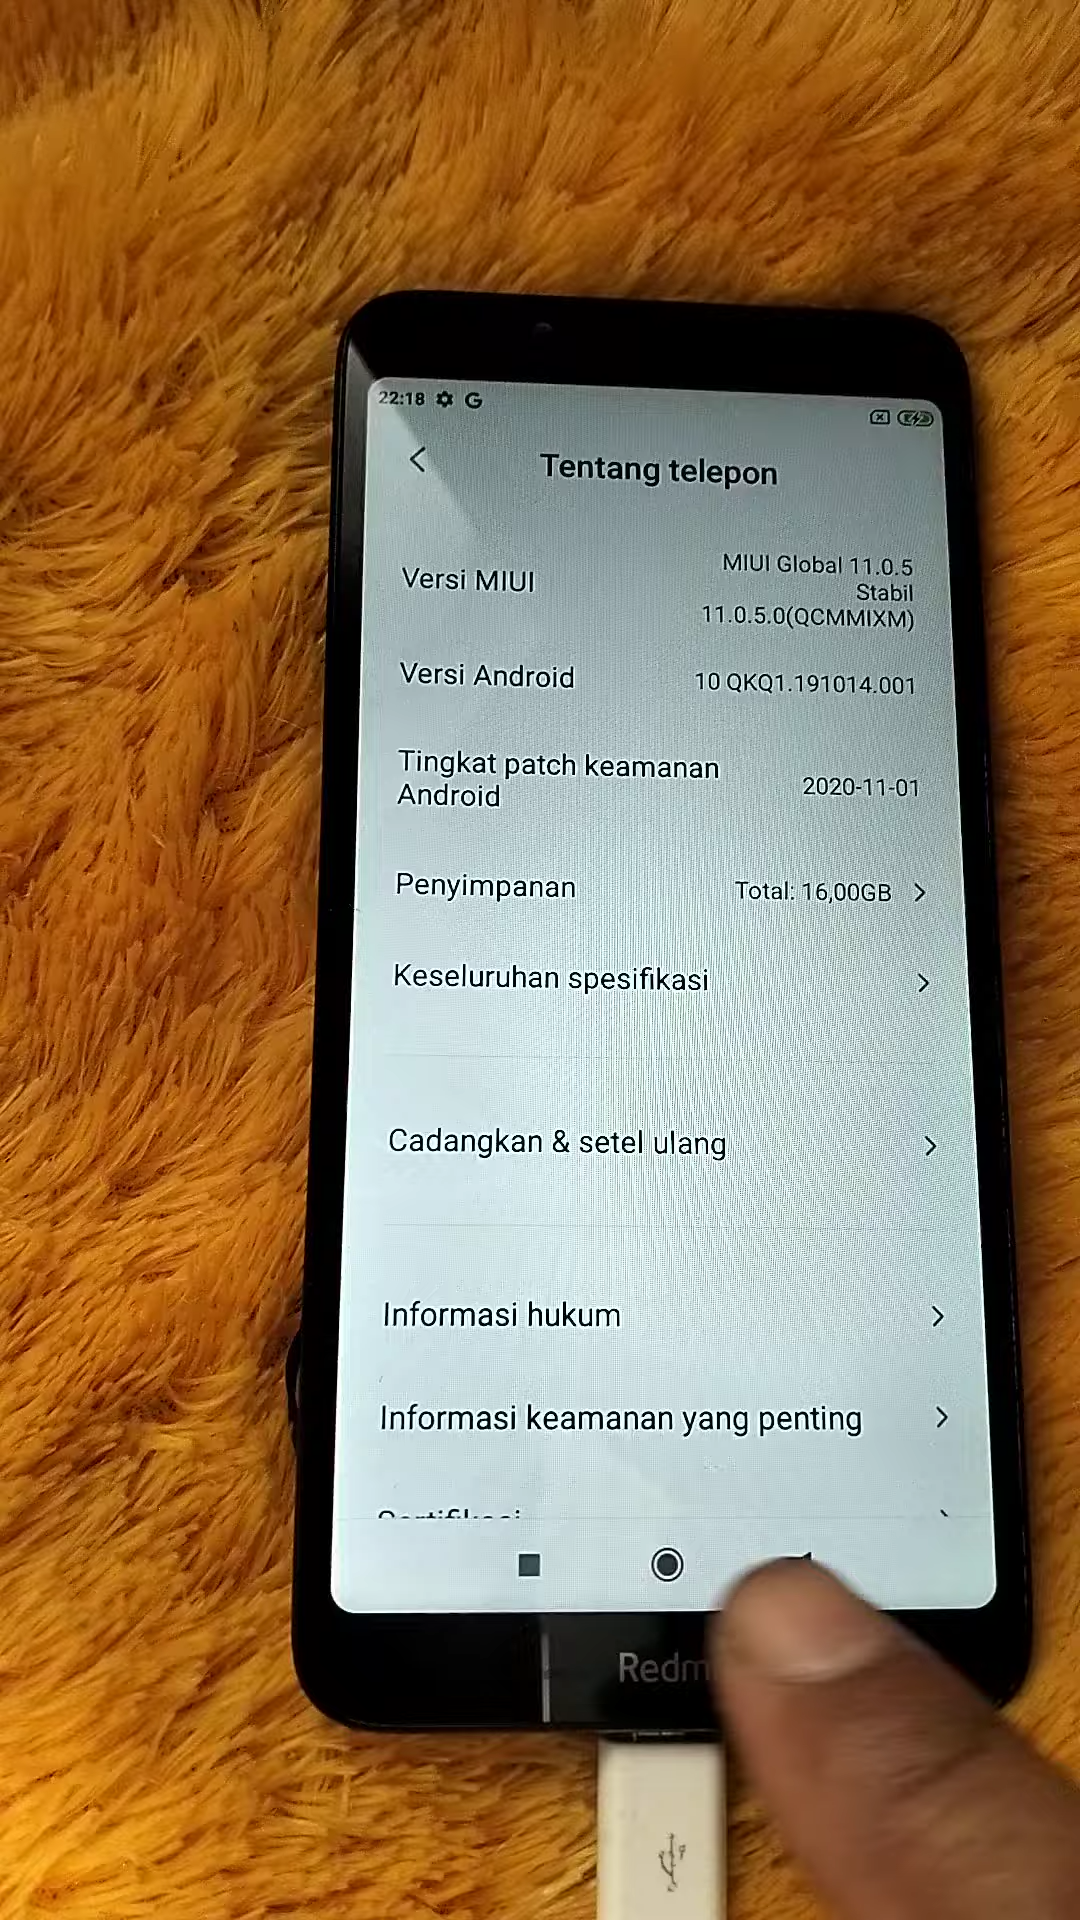 22:18
Tentang telepon
Versi MIUI
MIUI Global 11.0.5
Stabil
11.0.5.0(QCMMIXM)
Versi Android
10 QKQ1.191014.001
Tingkat patch keamanan
Android
2020-11-01
Penyimpanan
Total: 16,00GB
Keseluruhan spesifikasi
Cadangkan & setel ulang
Informasi hukum
Informasi keamanan yang penting